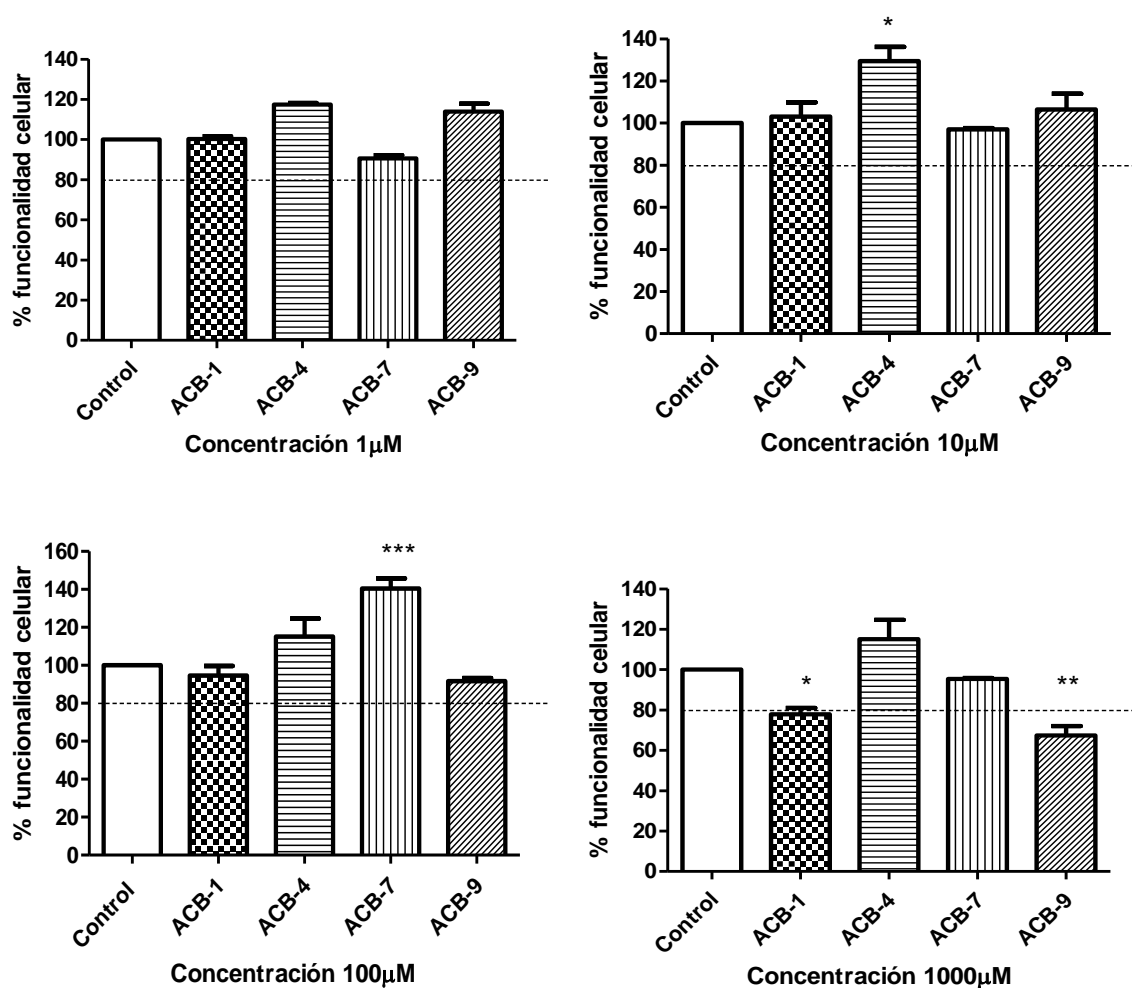 % funcionalidad celular
140
120
100
80
60
40
20
0
Control
ACB-1
ACB-4
ACB-7
ACB-9
Concentración 1μM
% funcionalidad celular
*
140
120
100
80
60
40
20
0
Control
ACB-1
ACB-4
ACB-7
ACB-9
Concentración 10μM
% funcionalidad celular
***
160
140
120
100
80
60
40
20
0
Control
ACB-1
ACB-4
ACB-7
ACB-9
Concentración 100μM
% funcionalidad celular
140
120
100
80
60
40
20
0
*
**
Control
ACB-1
ACB-4
ACB-7
ACB-9
Concentración 1000μM